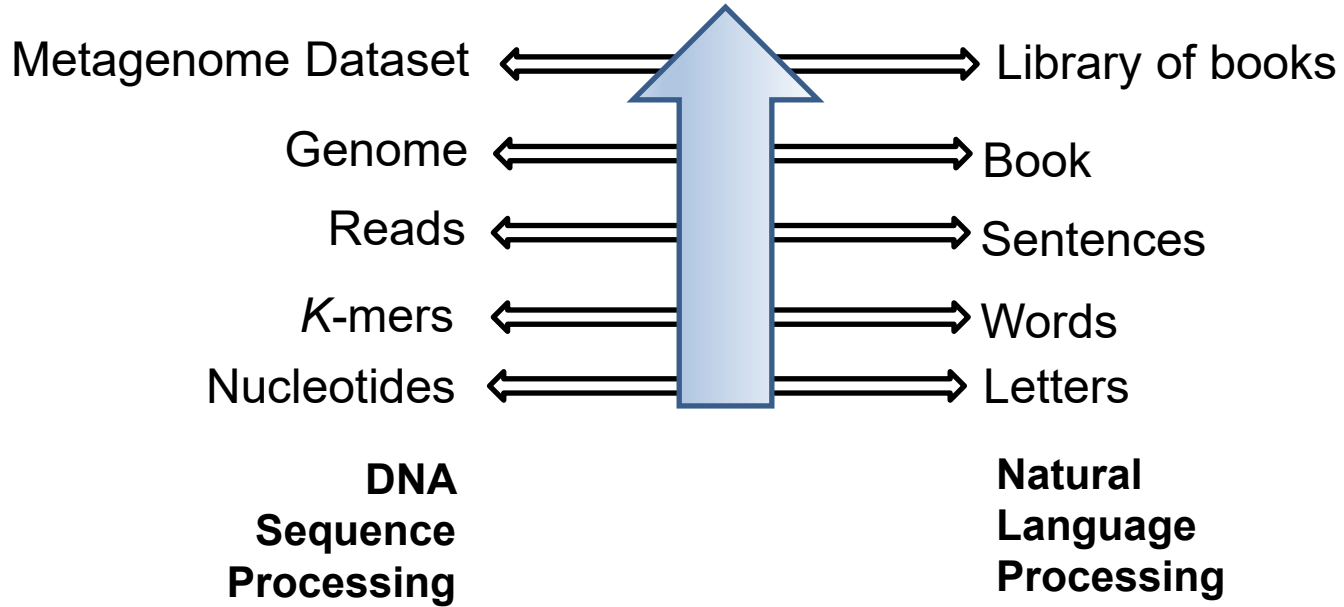 Metagenome Dataset
Library of books
Genome
Book
Reads
Sentences
K-mers
Words
Nucleotides
Letters
DNA
Sequence
Processing
Natural
Language
Processing